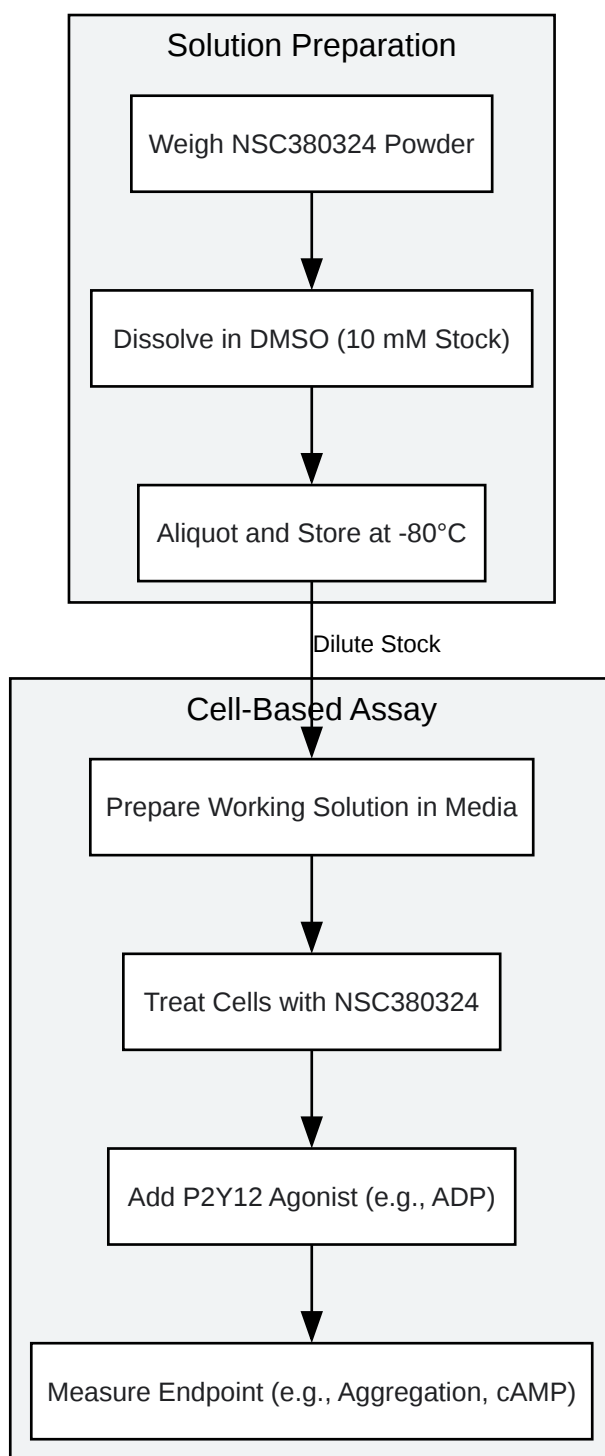 Solution Preparation
Weigh NSC380324 Powder
Dissolve in DMSO (10 mM Stock)
Aliquot and Store at -80°C
Dilute Stock
Cell-Based Assay
Prepare Working Solution in Media
Treat Cells with NSC380324
Add P2Y12 Agonist (e.g., ADP)
Measure Endpoint (e.g., Aggregation, cAMP)